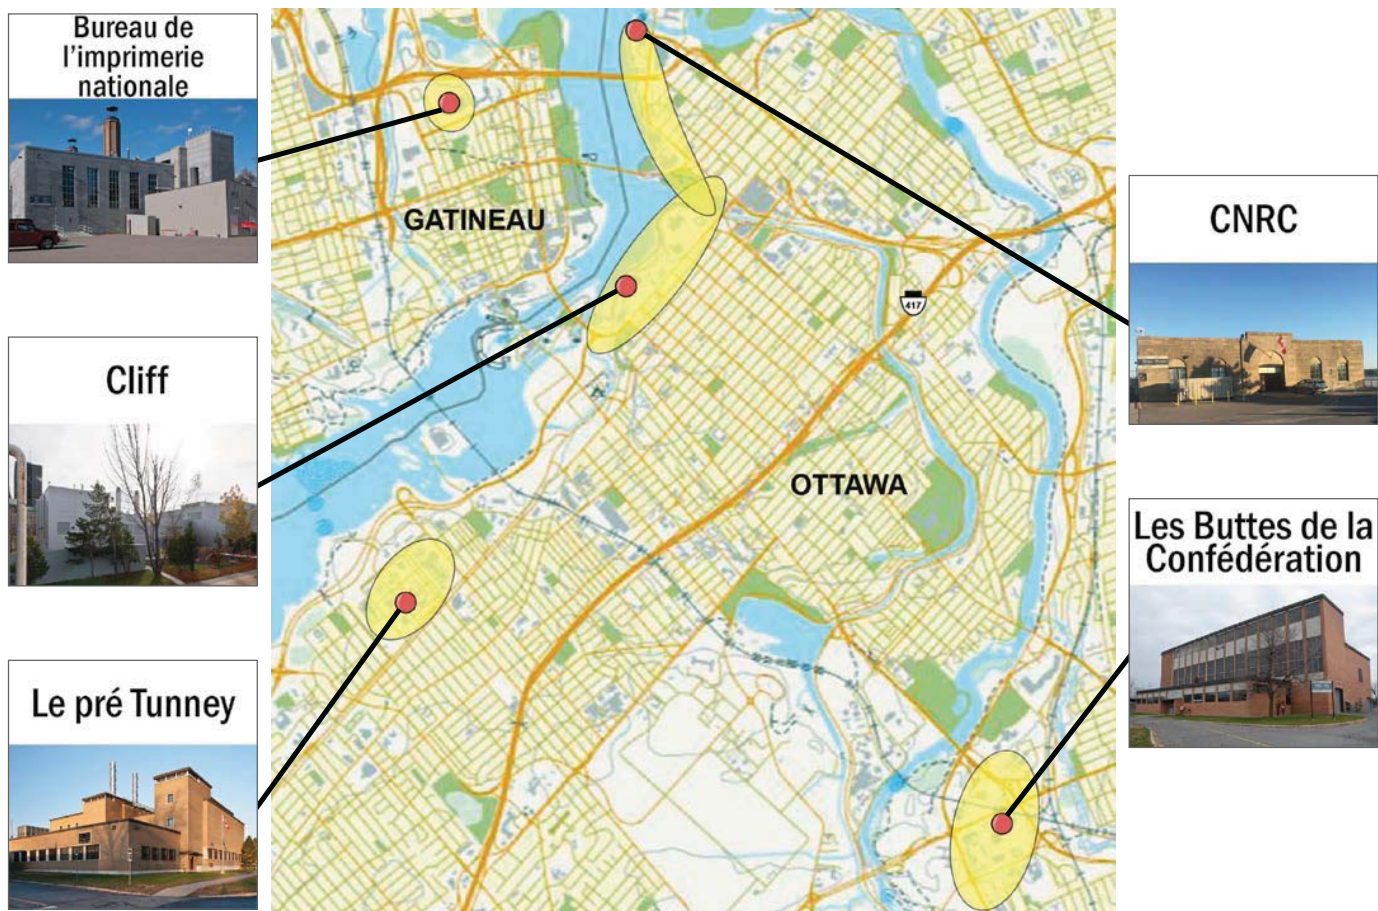 Bureau de
l'imprimerie
nationale
GATINEAU
CNRC
417
Cliff
OTTAWA
Les Buttes de la
Confédération
Le pré Tunney